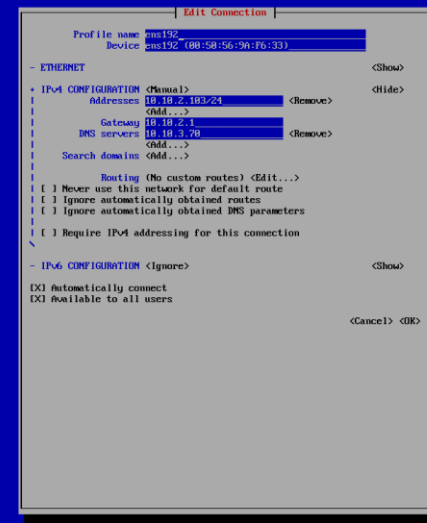 Edit Connection
Profile name ens192
Device ens192 (00:50:56:9A:F6:33)
- ETHERNET <Show>
+ IPv4 CONFIGURATION <Manual> <Hide>
Addresses 10.10.2.103/24 <Remove>
<Add...>
Gateway 10.10.2.1
DNS servers 10.10.3.70 <Remove>
<Add...>
Search domains <Add...>
Routing (No custom routes) <Edit...>
[ ] Never use this network for default route
[ ] Ignore automatically obtained routes
[ ] Ignore automatically obtained DNS parameters
[ ] Require IPv4 addressing for this connection
- IPv6 CONFIGURATION <Ignore> <Show>
[X] Automatically connect
[X] Available to all users
<Cancel> <OK>